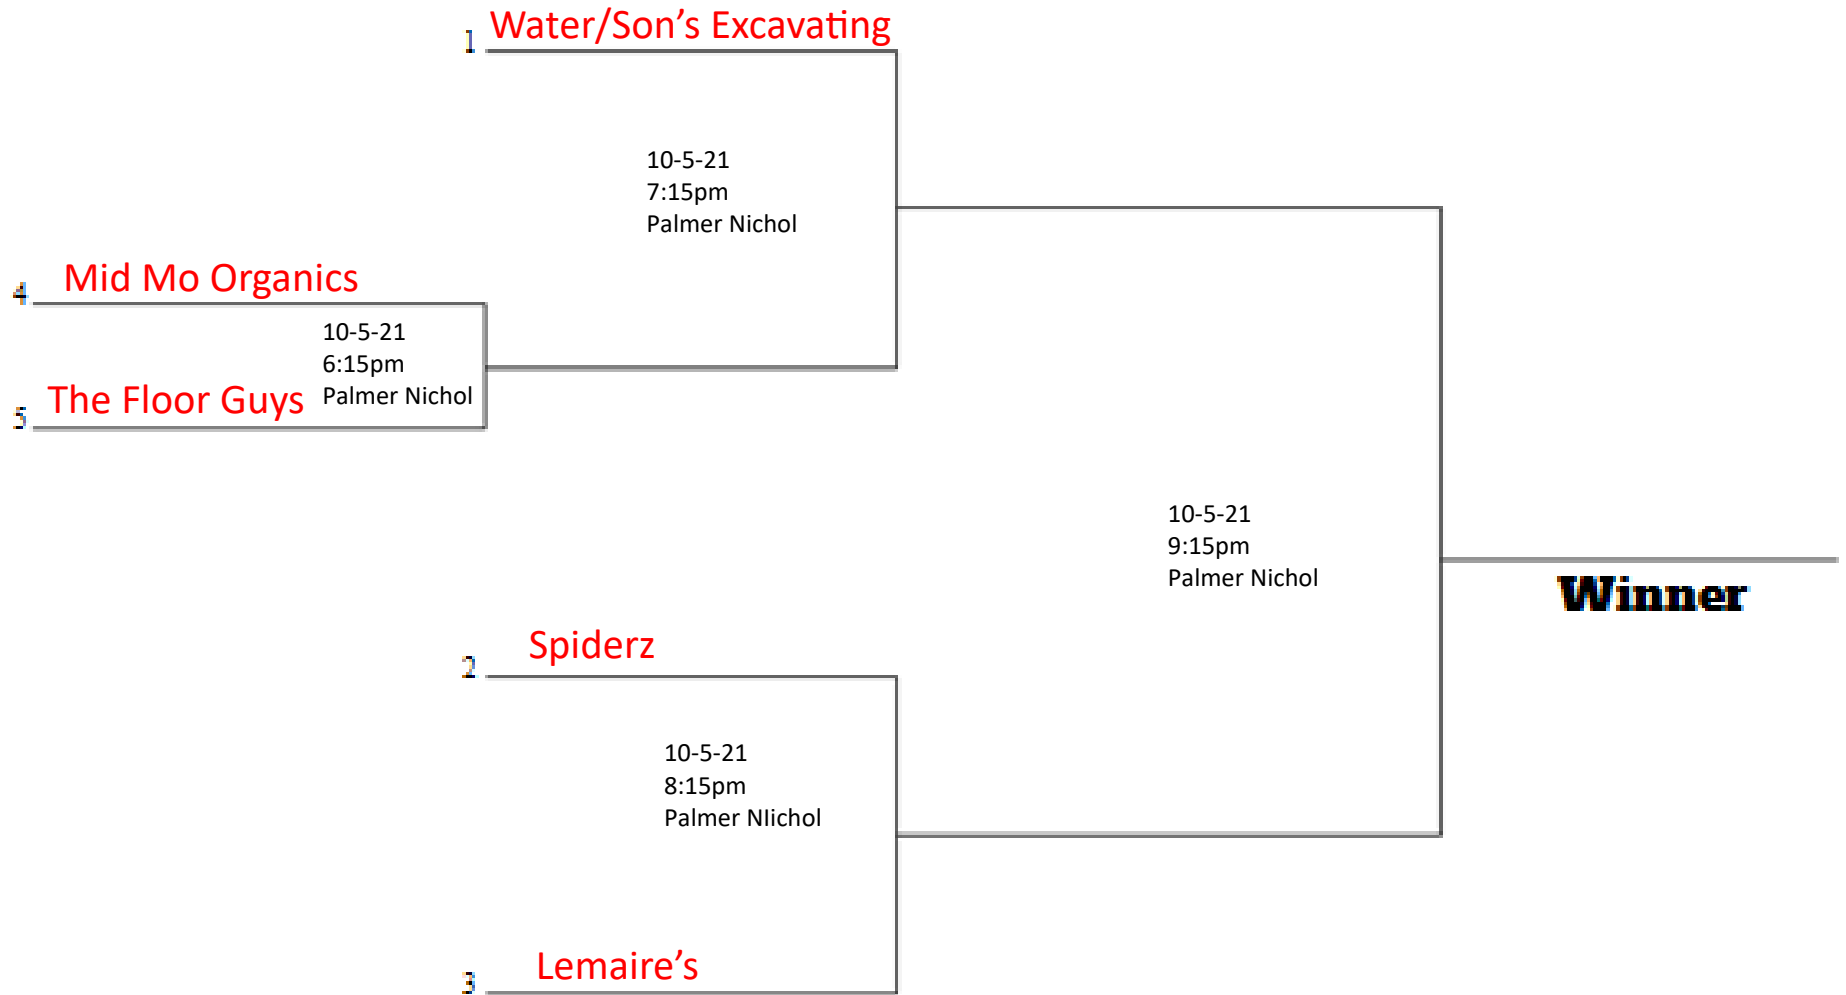 1 Water/Son’s Excavating
10-5-21
7:15pm
Palmer Nichol
4 Mid Mo Organics
10-5-21
6:15pm
Palmer Nichol
5 The Floor Guys
10-5-21
9:15pm
Palmer Nichol
Winner
2 Spiderz
10-5-21
8:15pm
Palmer NIichol
3 Lemaire’s